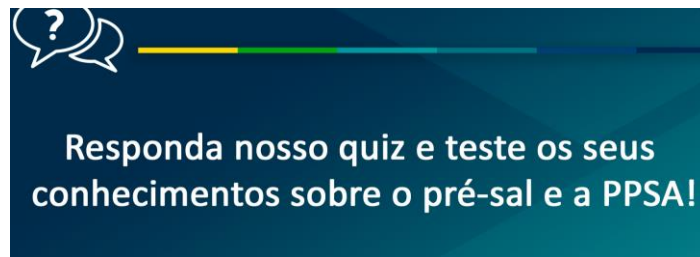 ?
Responda nosso quiz e teste os seus
conhecimentos sobre o pré-sal e a PPSA!